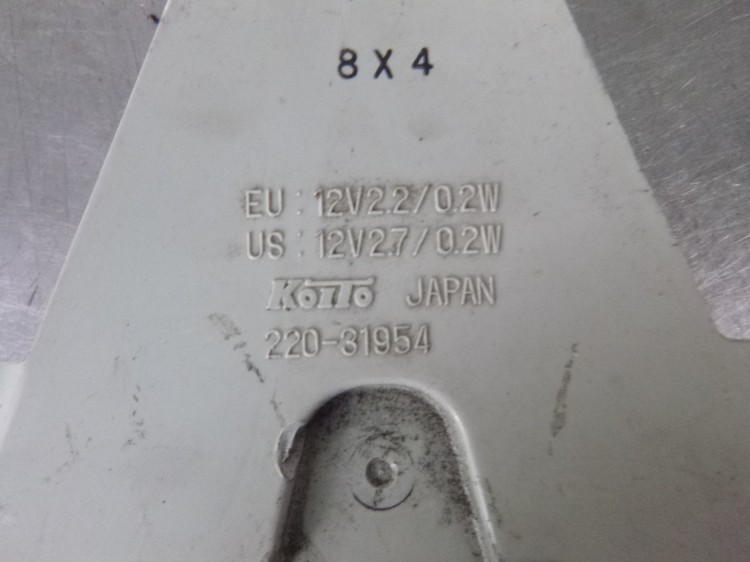 8 X 4
EU : 12V2.2/0.2W
US : 12V2.7/0.2W
KOITO JAPAN
220-31954